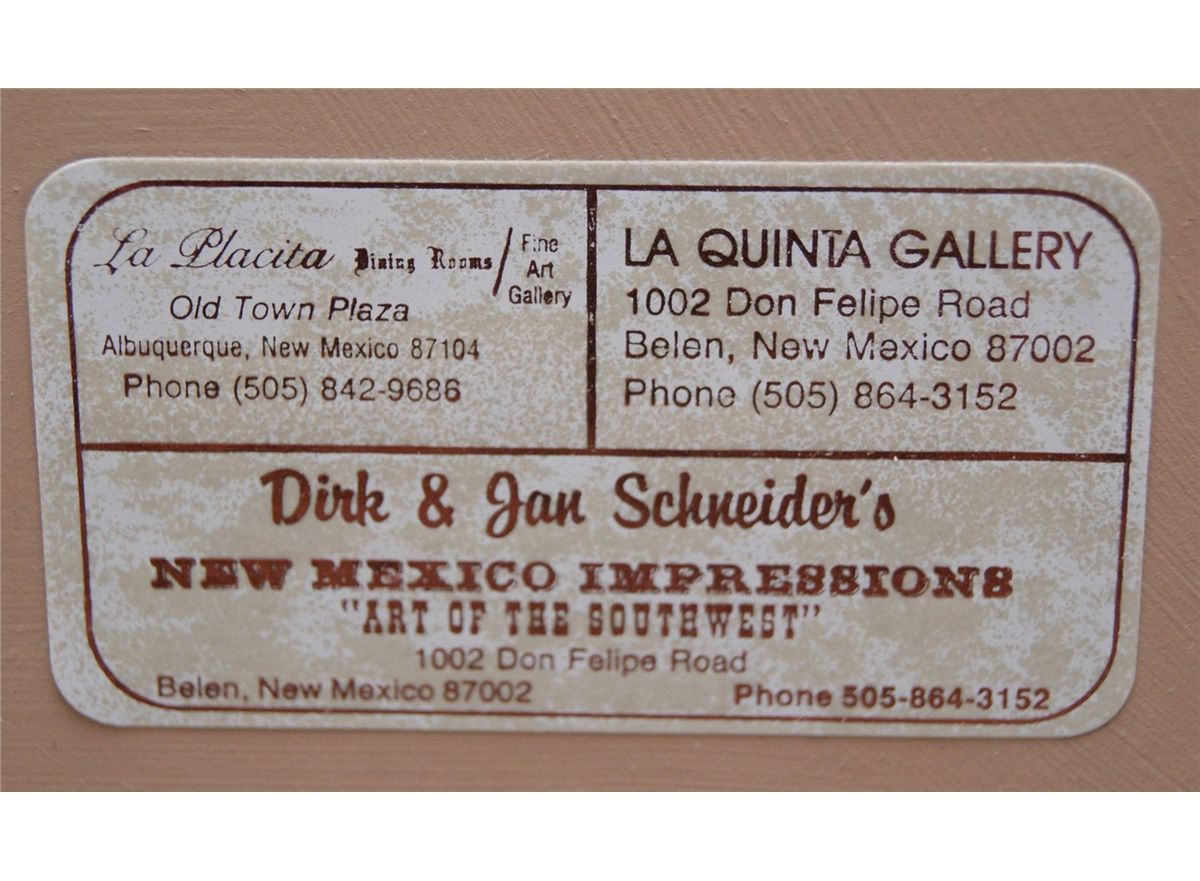 La Placita Dining Rooms / Fine Art Gallery
Old Town Plaza
Albuquerque, New Mexico 87104
Phone (505) 842-9686
LA QUINTA GALLERY
1002 Don Felipe Road
Belen, New Mexico 87002
Phone (505) 864-3152
Dirk & Jan Schneider's
NEW MEXICO IMPRESSIONS
"ART OF THE SOUTHWEST"
1002 Don Felipe Road
Belen, New Mexico 87002 Phone 505-864-3152